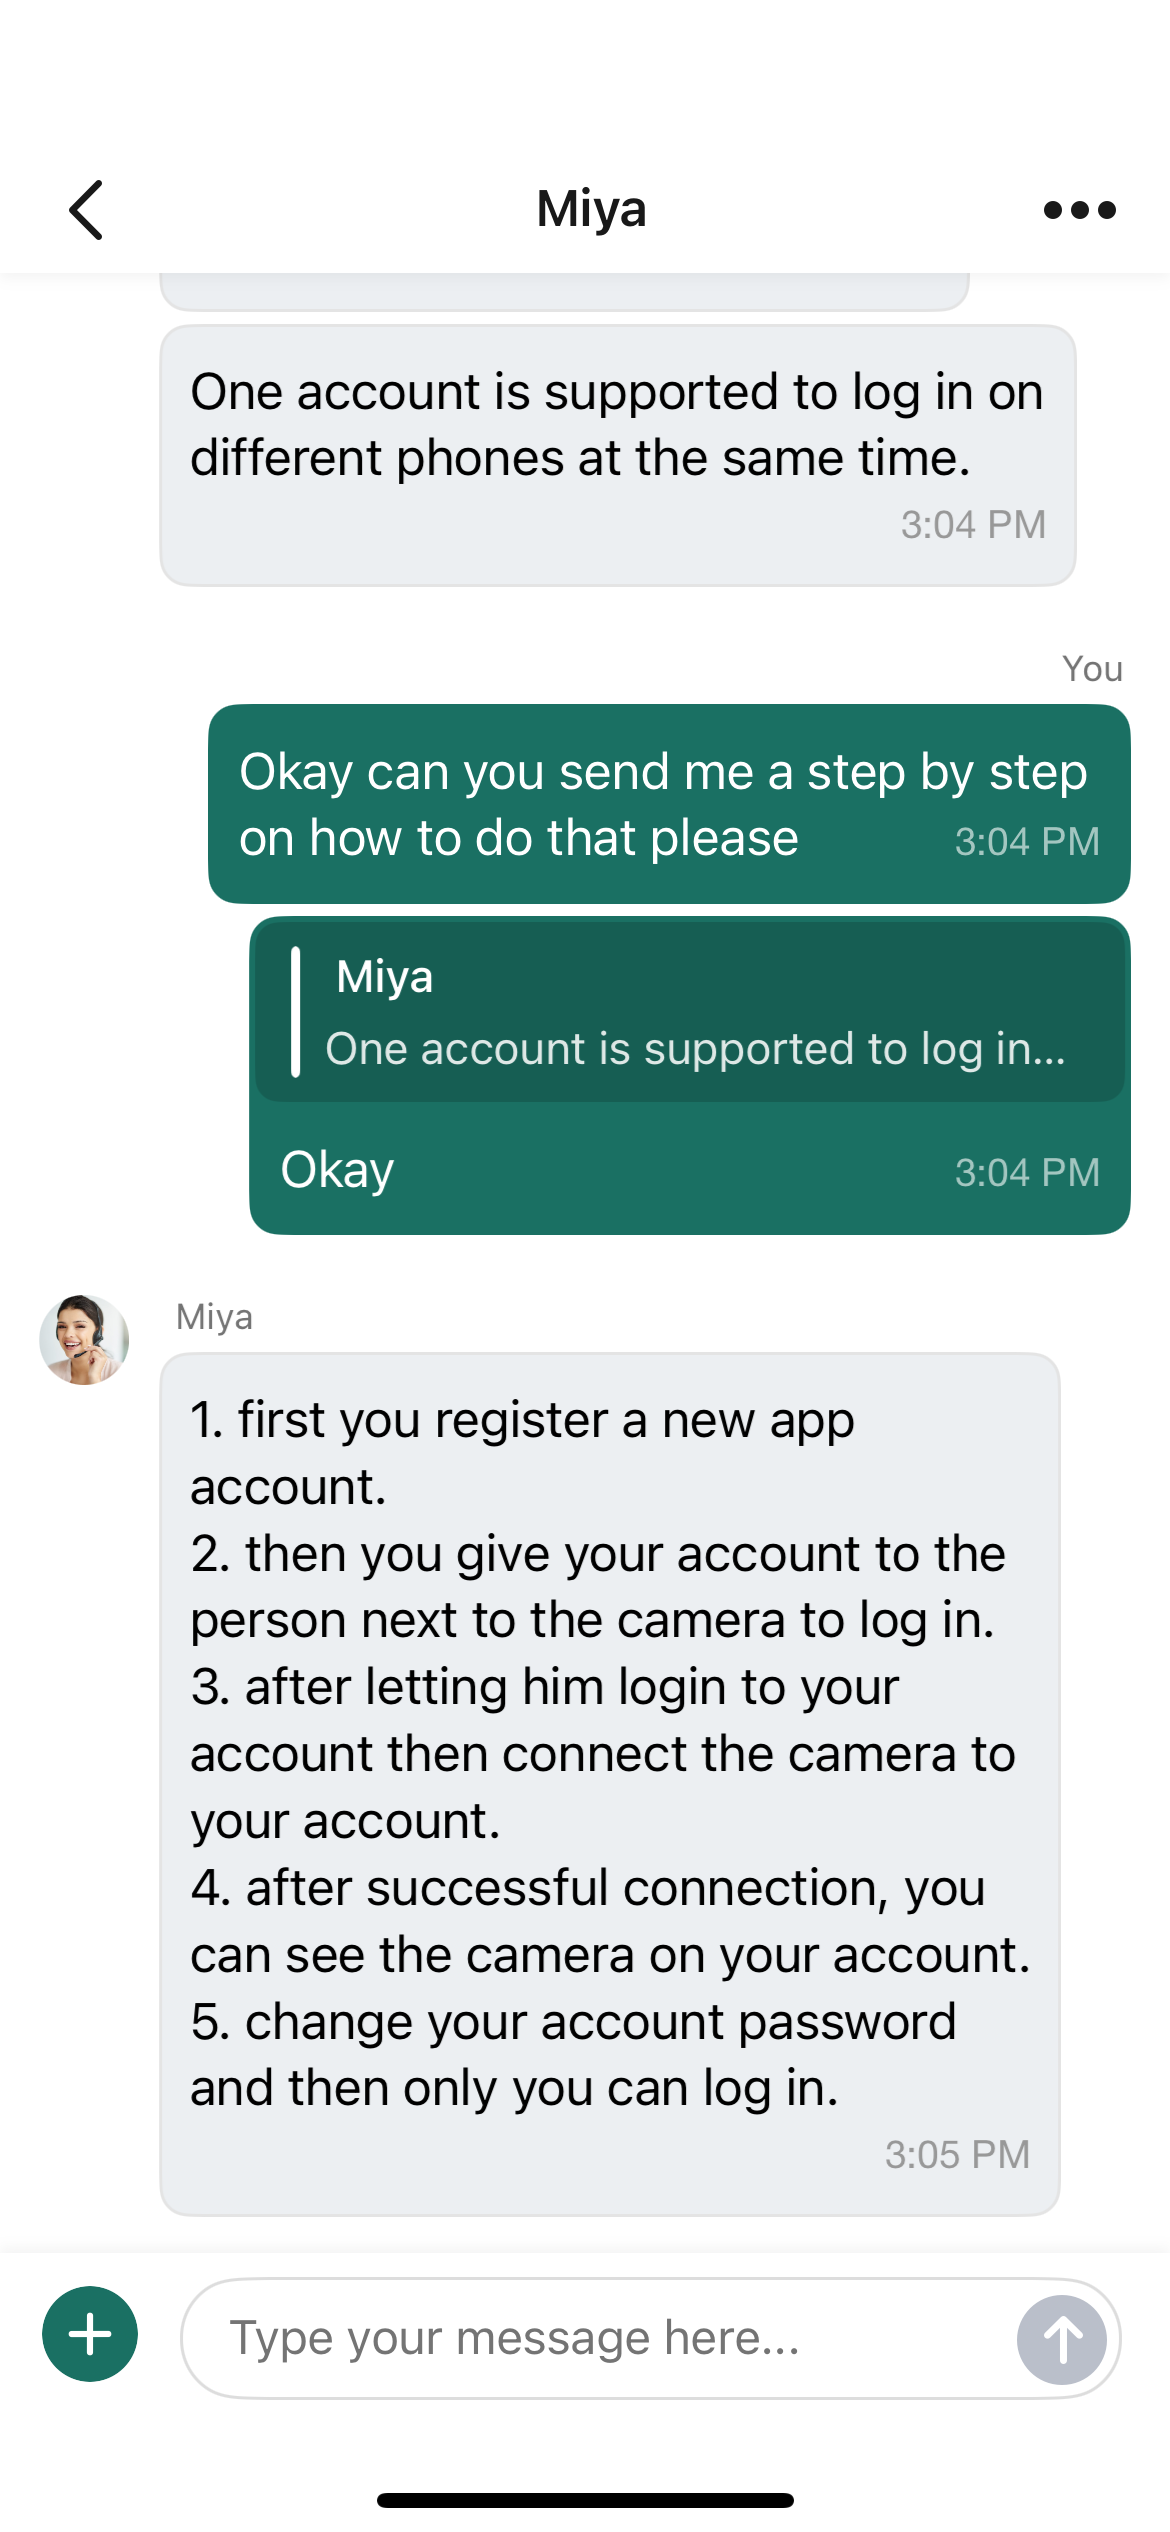 Miya
One account is supported to log in on
different phones at the same time.
3:04 PM
You
Okay can you send me a step by step
on how to do that please 3:04 PM
Miya
One account is supported to log in...
Okay 3:04 PM
Miya
1. first you register a new app
account.
2. then you give your account to the
person next to the camera to log in.
3. after letting him login to your
account then connect the camera to
your account.
4. after successful connection, you
can see the camera on your account.
5. change your account password
and then only you can log in.
3:05 PM
Type your message here...